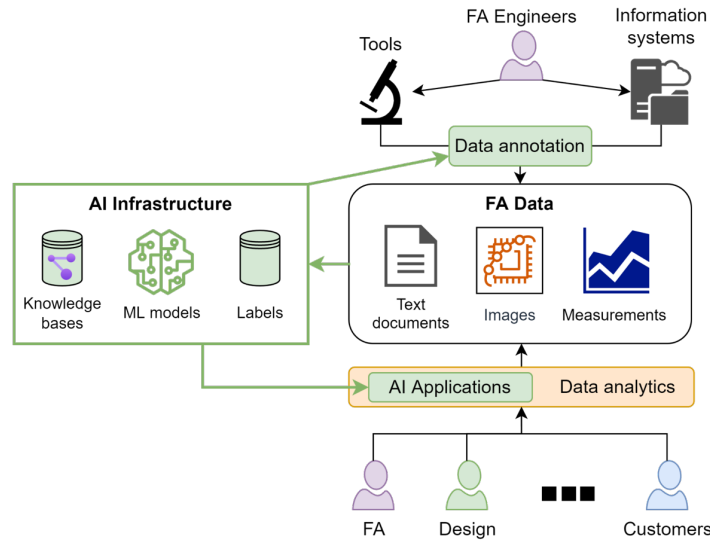 FA Engineers
Information
systems
Tools
Data annotation
AI Infrastructure
Knowledge
bases
ML models
Labels
FA Data
Text
documents
Images
Measurements
AI Applications
Data analytics
FA
Design
Customers